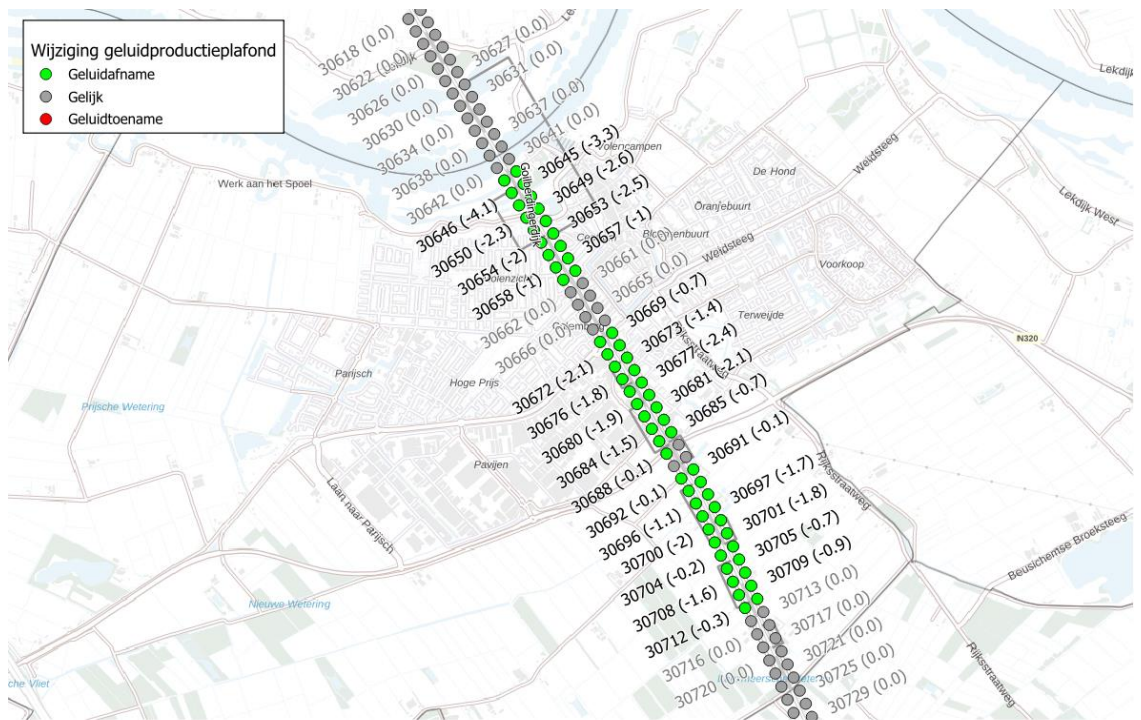 Wijziging geluidproductieplafond
Geluidafname
Gelijk
Geluidtoename
30618 (0.0)
30622 (0.0)
30626 (0.0)
30630 (0.0)
30634 (0.0)
30638 (0.0)
30642 (0.0)
30646 (-4.1)
30650 (-2.3)
30654 (-2)
30658 (-1)
30662 (0.0)
30666 (0.0)
30672 (-2.1)
30676 (-1.8)
30680 (-1.9)
30684 (-1.5)
30688 (-0.1)
30692 (-0.1)
30696 (-1.1)
30700 (-2)
30704 (-0.2)
30708 (-1.6)
30712 (-0.3)
30716 (0.0)
30720 (0.0)
30627 (0.0)
30631 (0.0)
30637 (0.0)
30641 (0.0)
30645 (-3.3)
30649 (-2.6)
30653 (-2.5)
30657 (-1)
30661 (0.0)
30665 (0.0)
30669 (-0.7)
30673 (-1.4)
30677 (-2.4)
30681 (-2.1)
30685 (-0.7)
30691 (-0.1)
30697 (-1.7)
30701 (-1.8)
30705 (-0.7)
30709 (-0.9)
30713 (0.0)
30717 (0.0)
30721 (0.0)
30725 (0.0)
30729 (0.0)
Lekdijk
Lekdijk West
Werk aan het Spoel
Goilberdingerdijk
De Hond
Weidsteeg
Oranjebuurt
Weidsteeg
Voorkoop
Terweijde
N320
Parijsch
Hoge Prijs
Prijsche Wetering
Pavijen
Laan naar Parijsch
Rijksstraatweg
Nieuwe Wetering
Beusichemse Broeksteeg
Rijksstraatweg